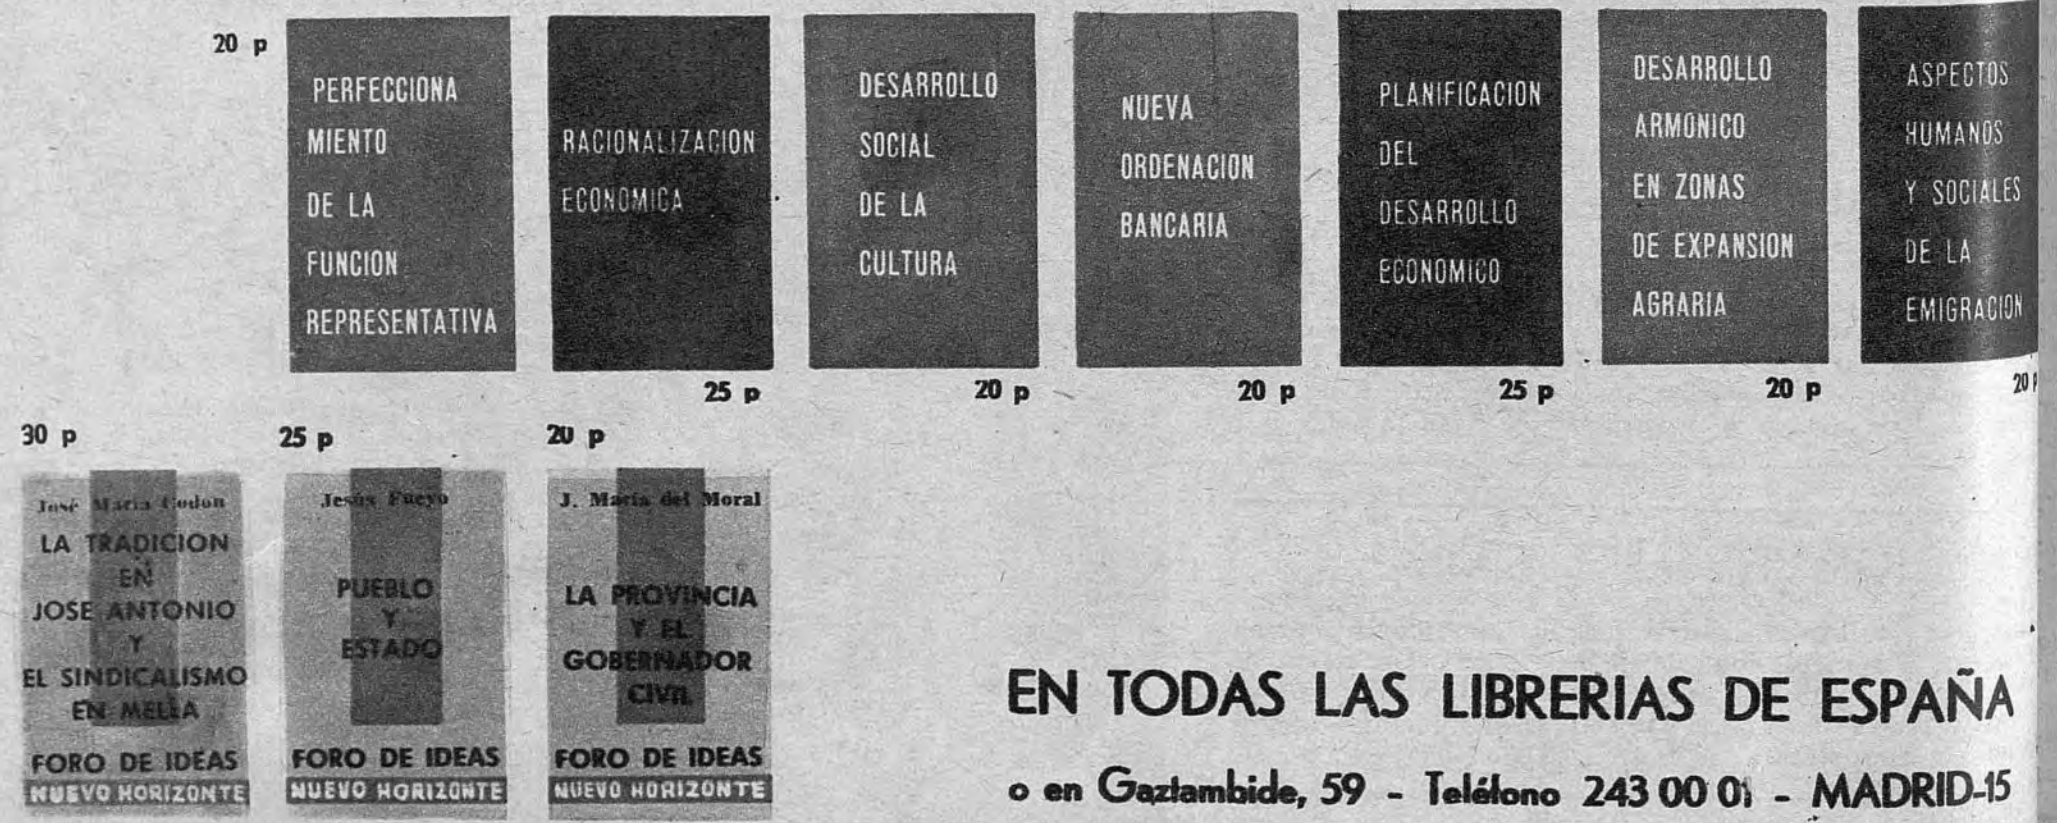 20 p
PERFECCIONA
MIENTO
DE LA
FUNCION
REPRESENTATIVA
RACIONALIZACION
ECONOMICA
25 p
DESARROLLO
SOCIAL
DE LA
CULTURA
20 p
NUEVA
ORDENACION
BANCARIA
20 p
PLANIFICACION
DEL
DESARROLLO
ECONOMICO
25 p
DESARROLLO
ARMONICO
EN ZONAS
DE EXPANSION
AGRARIA
20 p
ASPECTOS
HUMANOS
Y SOCIALES
DE LA
EMIGRACION
20 p
30 p
José María Codon
LA TRADICION
EN
JOSE ANTONIO
Y
EL SINDICALISMO
EN MELLA
FORO DE IDEAS
NUEVO HORIZONTE
25 p
Jesús Fueyo
PUEBLO
Y
ESTADO
FORO DE IDEAS
NUEVO HORIZONTE
20 p
J. María del Moral
LA PROVINCIA
Y EL
GOBERNADOR
CIVIL
FORO DE IDEAS
NUEVO HORIZONTE
EN TODAS LAS LIBRERIAS DE ESPAÑA
o en Gaztambide, 59 - Teléfono 243 00 01 - MADRID-15